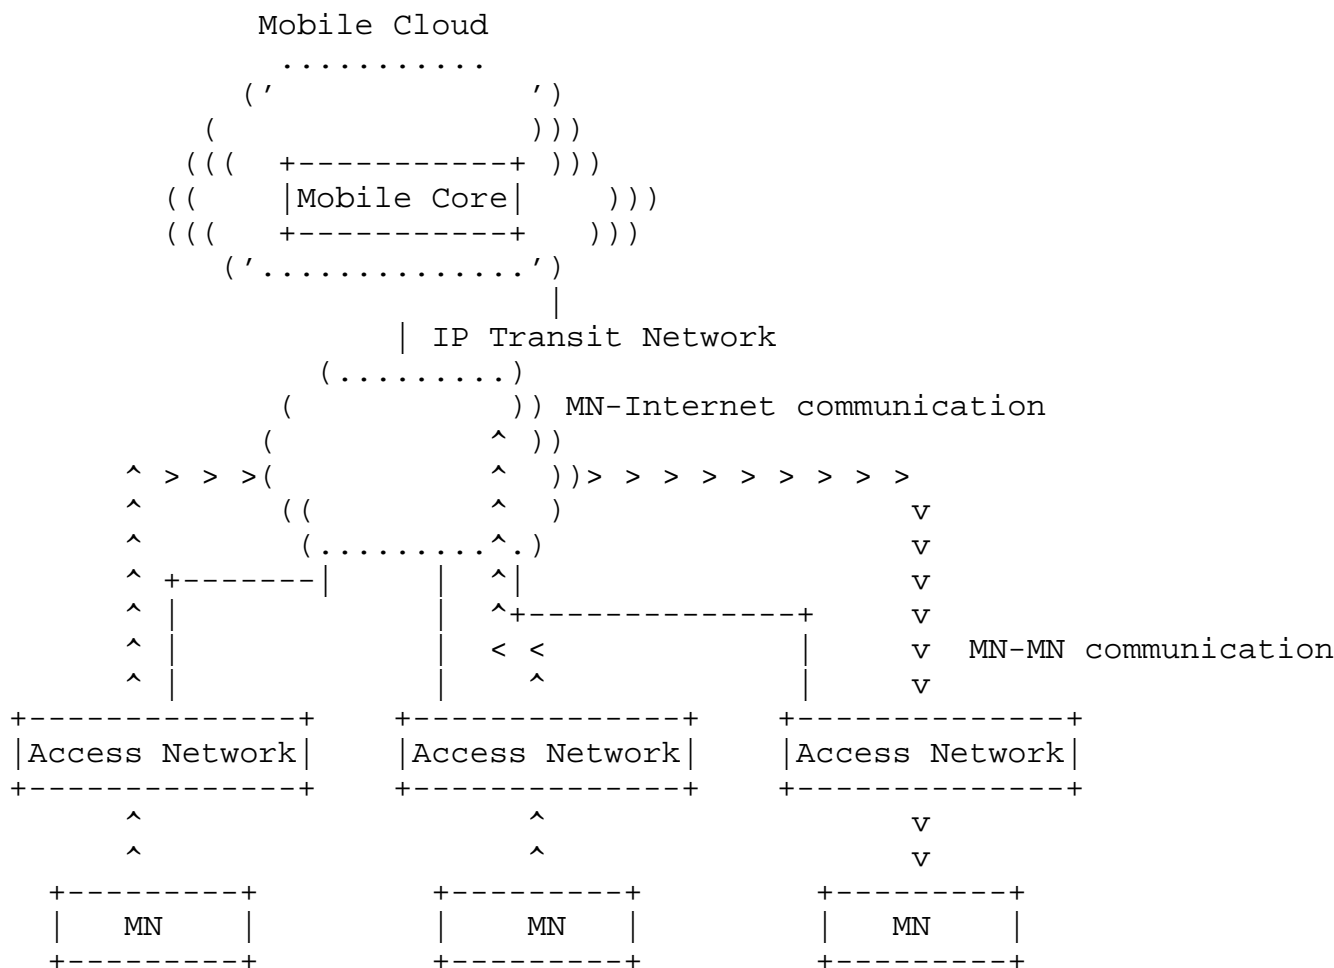 Mobile Cloud
Mobile Core
IP Transit Network
MN-Internet communication
MN-MN communication
Access Network Access Network Access Network
MN MN MN